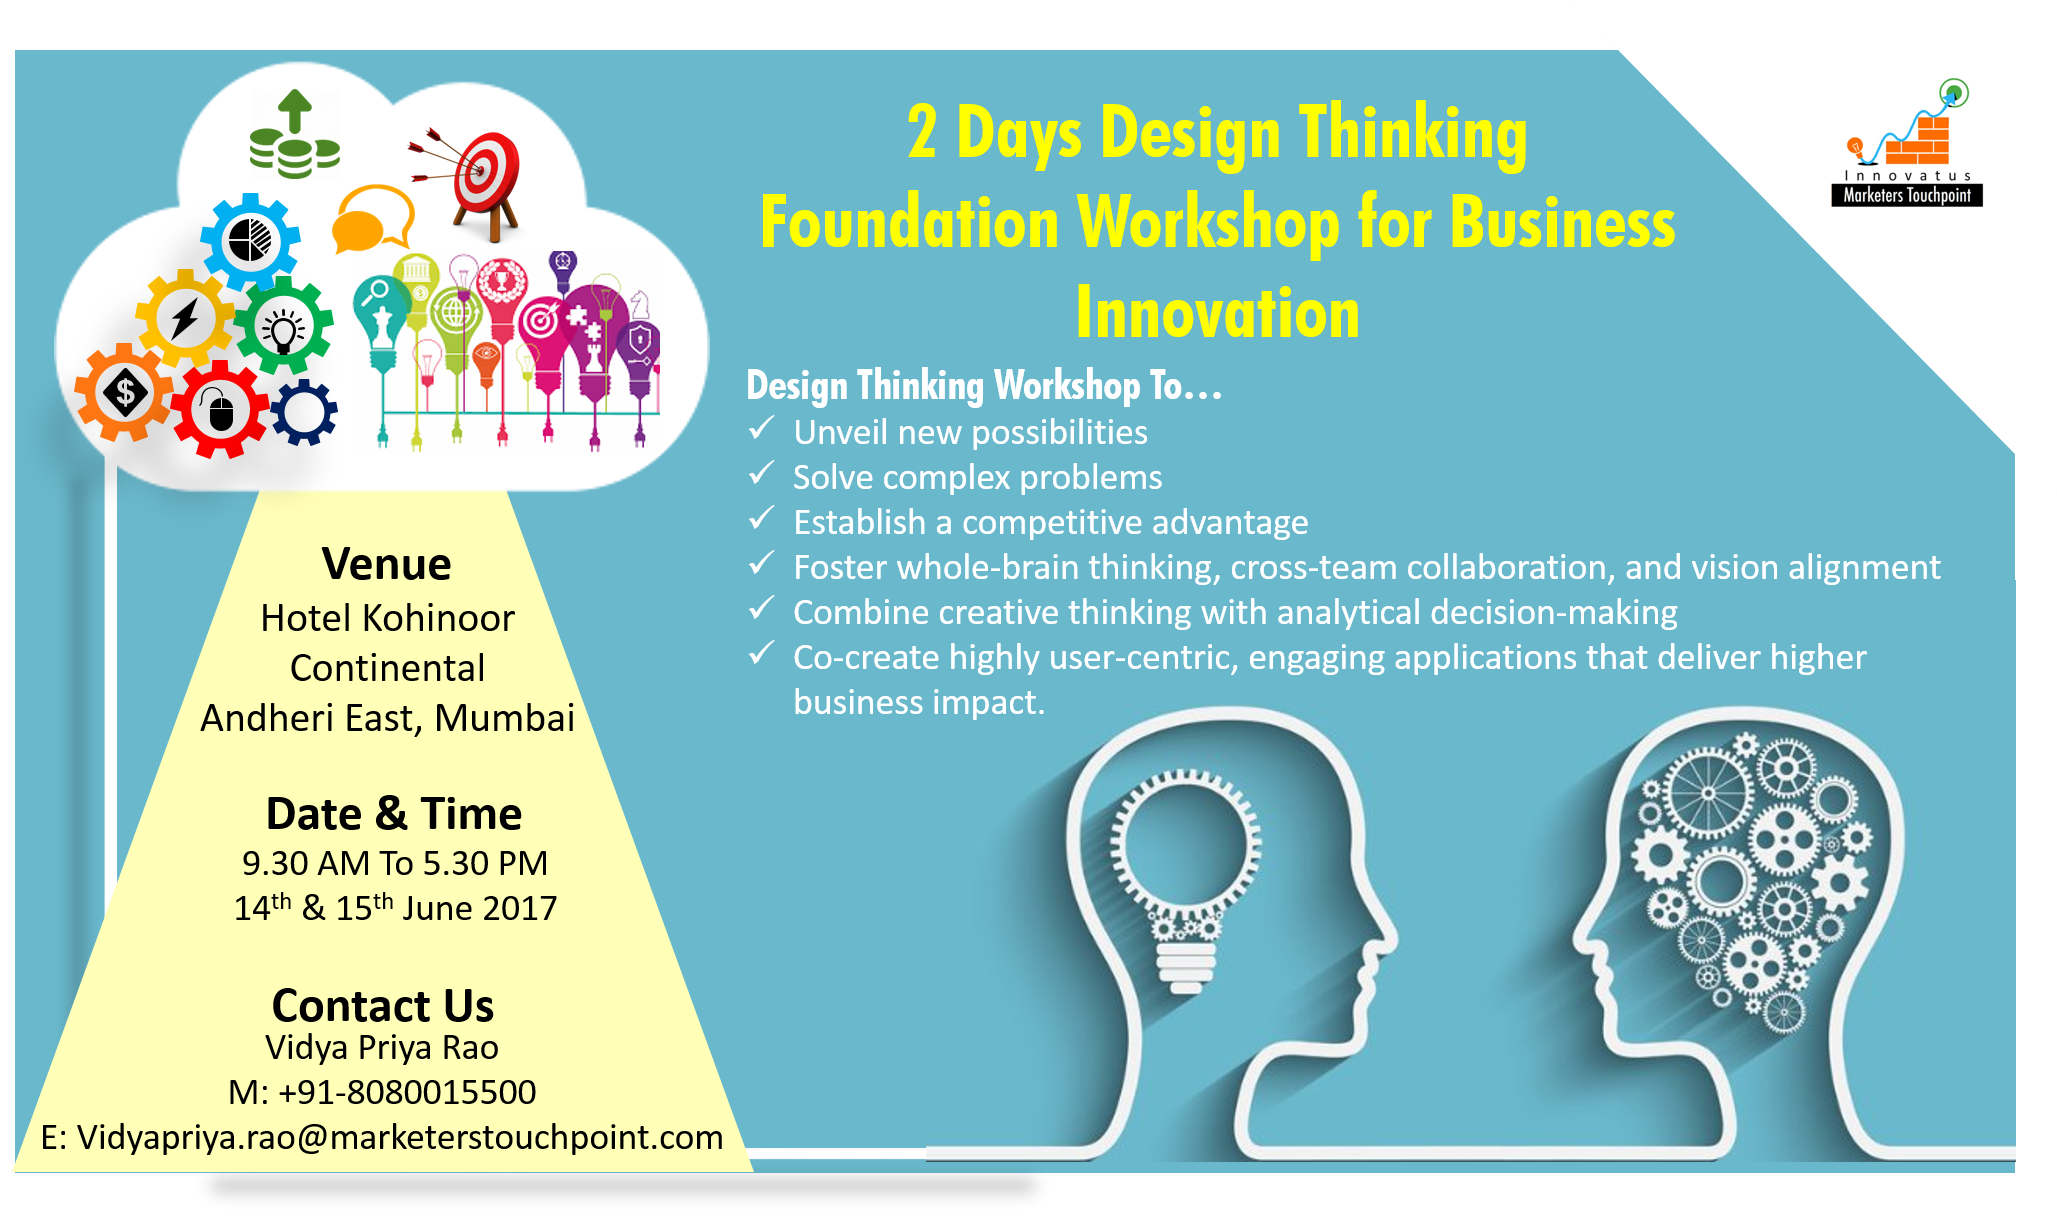 2 Days Design Thinking
Foundation Workshop for Business
Innovation
Innovatus
Marketers Touchpoint
Design Thinking Workshop To...
✓ Unveil new possibilities
✓ Solve complex problems
✓ Establish a competitive advantage
✓ Foster whole-brain thinking, cross-team collaboration, and vision alignment
✓ Combine creative thinking with analytical decision-making
✓ Co-create highly user-centric, engaging applications that deliver higher
business impact.
Venue
Hotel Kohinoor
Continental
Andheri East, Mumbai
Date & Time
9.30 AM To 5.30 PM
14th & 15th June 2017
Contact Us
Vidya Priya Rao
M: +91-8080015500
E: Vidyapriya.rao@marketerstouchpoint.com